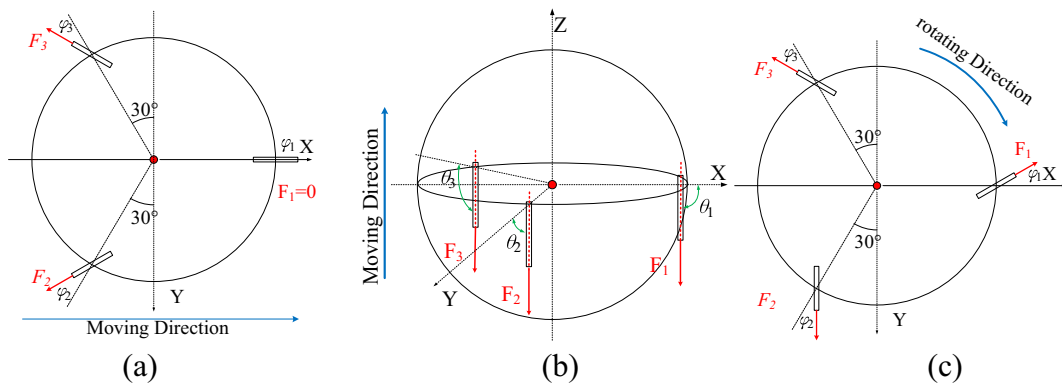 φ3
F3
30°
φ1
X
F1=0
30°
F2
φ2
Y
Moving Direction
(a)
Z
Moving Direction
X
θ3
θ1
θ2
F3
F1
Y
F2
(b)
rotating Direction
φ3
F3
30°
F1
φ1
X
30°
F2
φ2
Y
(c)